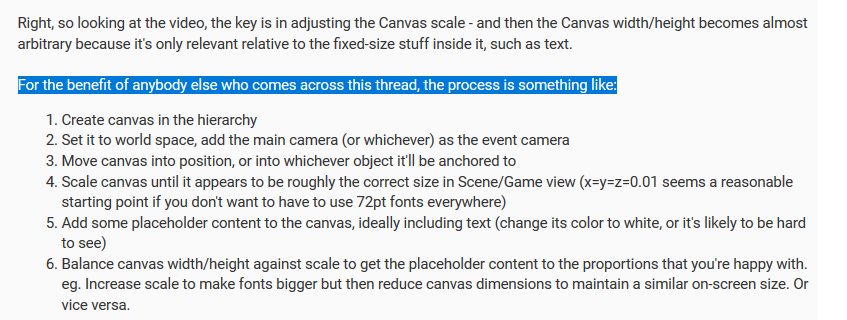 Right, so looking at the video, the key is in adjusting the Canvas scale - and then the Canvas width/height becomes almost
arbitrary because it's only relevant relative to the fixed-size stuff inside it, such as text.
For the benefit of anybody else who comes across this thread, the process is something like:
1. Create canvas in the hierarchy
2. Set it to world space, add the main camera (or whichever) as the event camera
3. Move canvas into position, or into whichever object it'll be anchored to
4. Scale canvas until it appears to be roughly the correct size in Scene/Game view (x=y=z=0.01 seems a reasonable
starting point if you don't want to have to use 72pt fonts everywhere)
5. Add some placeholder content to the canvas, ideally including text (change its color to white, or it's likely to be hard
to see)
6. Balance canvas width/height against scale to get the placeholder content to the proportions that you're happy with.
eg. Increase scale to make fonts bigger but then reduce canvas dimensions to maintain a similar on-screen size. Or
vice versa.